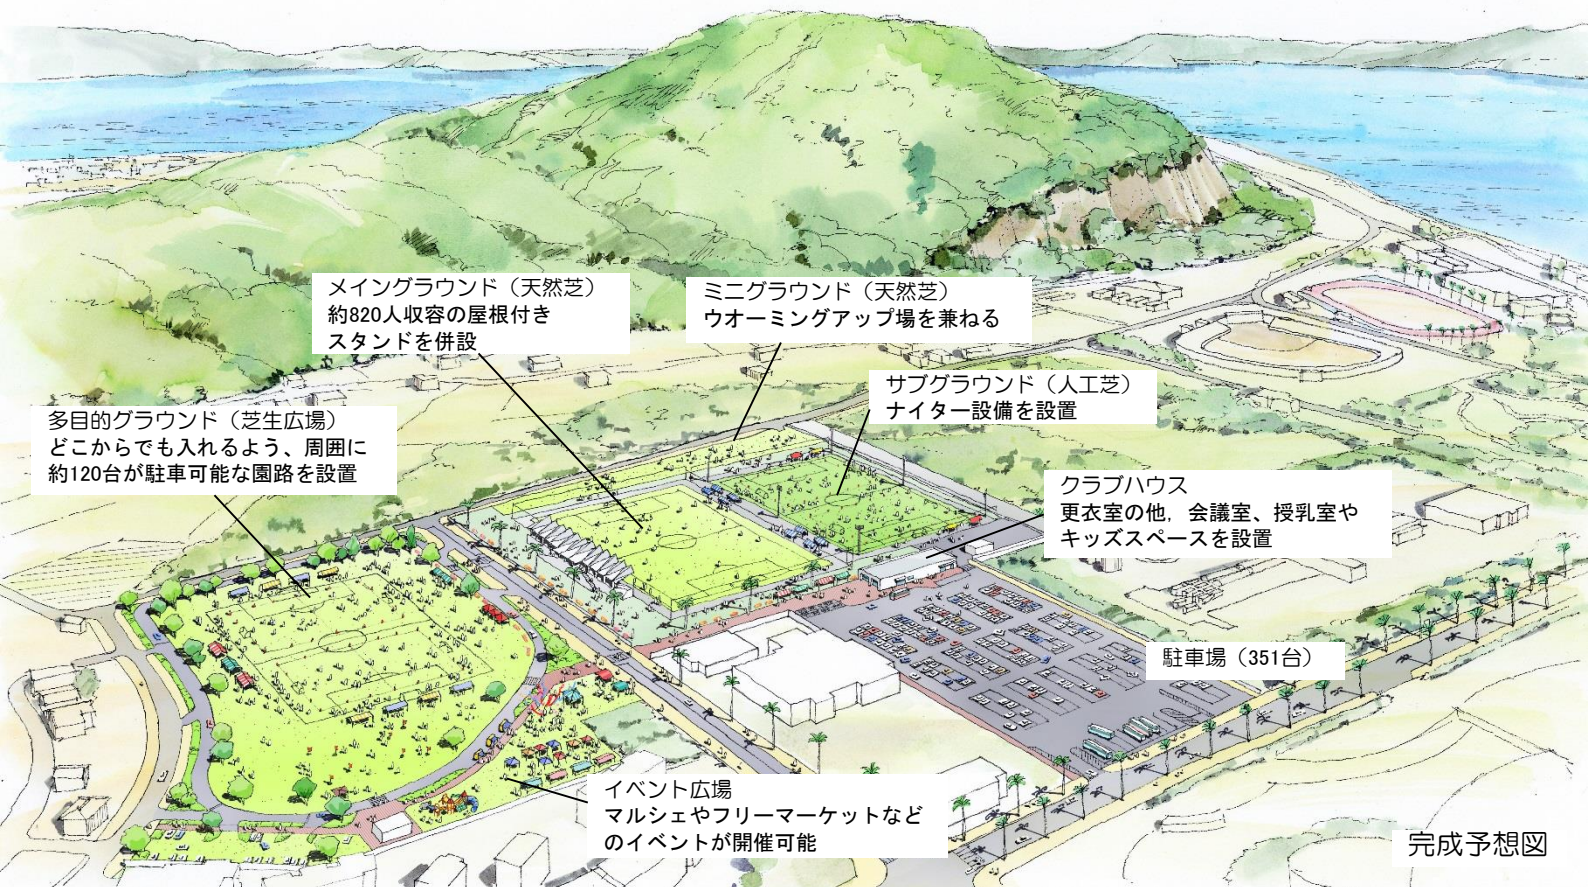 メイングラウンド（天然芝）
約820人収容の屋根付き
スタンドを併設
ミニグラウンド（天然芝）
ウオーミングアップ場を兼ねる
サブグラウンド（人工芝）
ナイター設備を設置
多目的グラウンド（芝生広場）
どこからでも入れるよう、周囲に
約120台が駐車可能な園路を設置
クラブハウス
更衣室の他，会議室、授乳室や
キッズスペースを設置
駐車場（351台）
イベント広場
マルシェやフリーマーケットなど
のイベントが開催可能
完成予想図